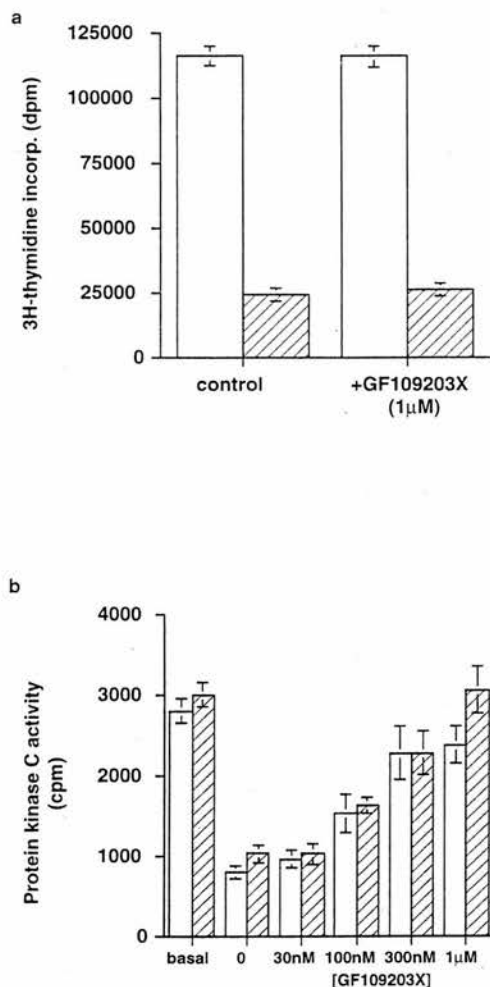 a
3H-thymidine incorp. (dpm)
125000
100000
75000
50000
25000
0
control
+GF109203X
(1µM)
b
Protein kinase C activity
(cpm)
4000
3000
2000
1000
0
basal 0 30nM 100nM 300nM 1µM
[GF109203X]